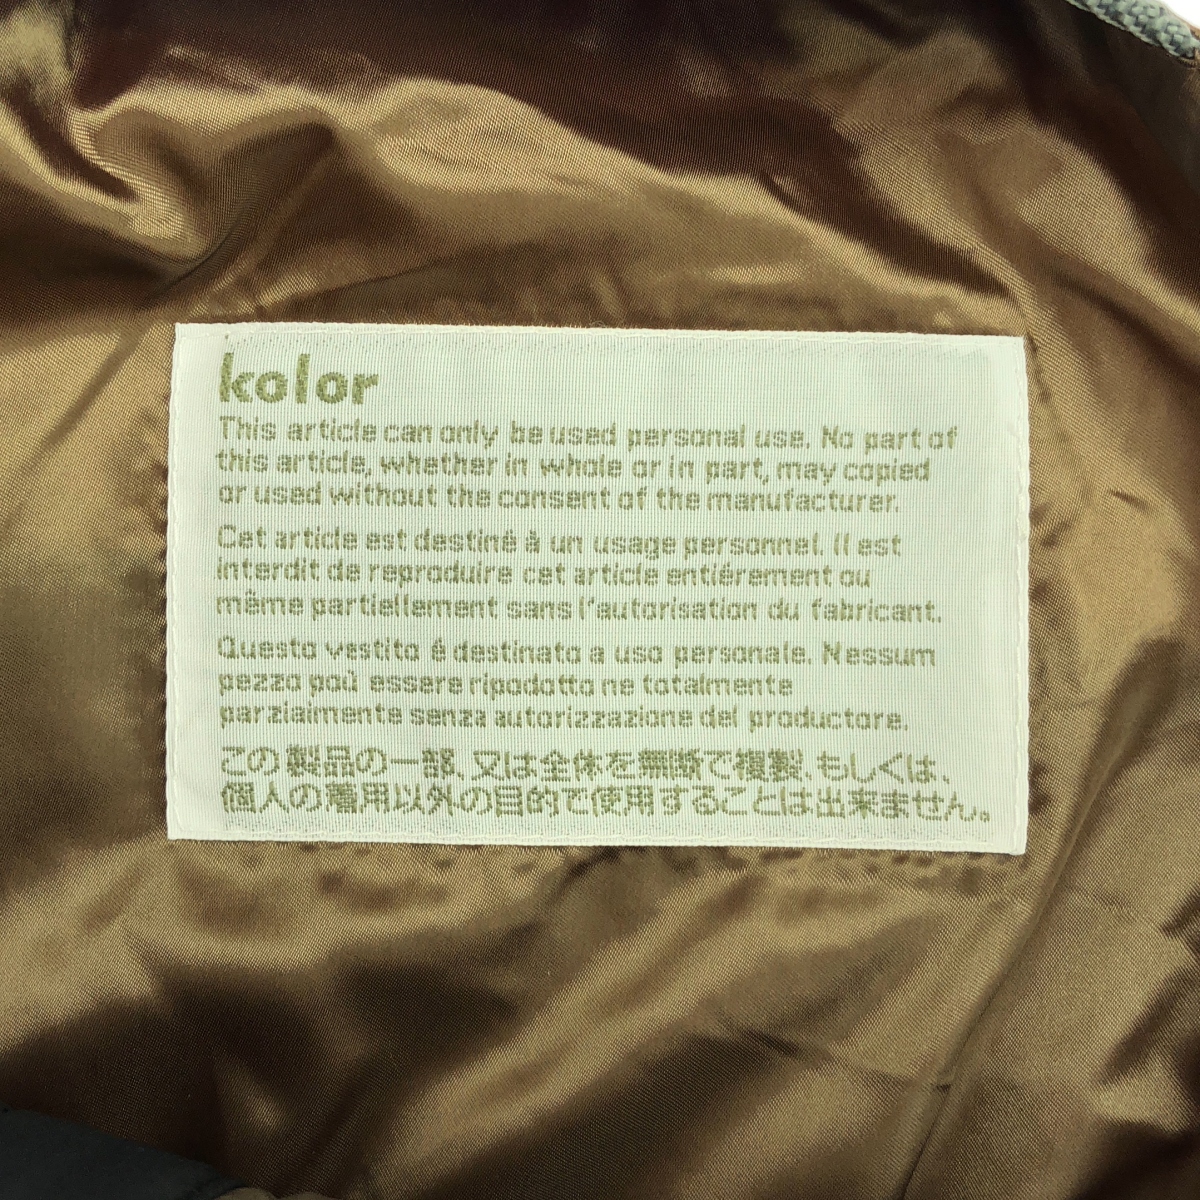 kolor
This article can only be used personal use. No part of
this article, whether in whole or in part, may copied
or used without the consent of the manufacturer.
Cet article est destiné à un usage personnel. Il est
interdit de reproduire cet article entiérement ou
même partiellement sans l'autorisation du fabricant.
Questo vestito é destinato a uso personale. Nessum
pezzo poù essere ripodotto ne totalmente
parziaimente senza autorizzazione del productore.
この製品の一部、又は全体を無断で複製、もしくは、
個人の着用以外の目的で使用することは出来ません。